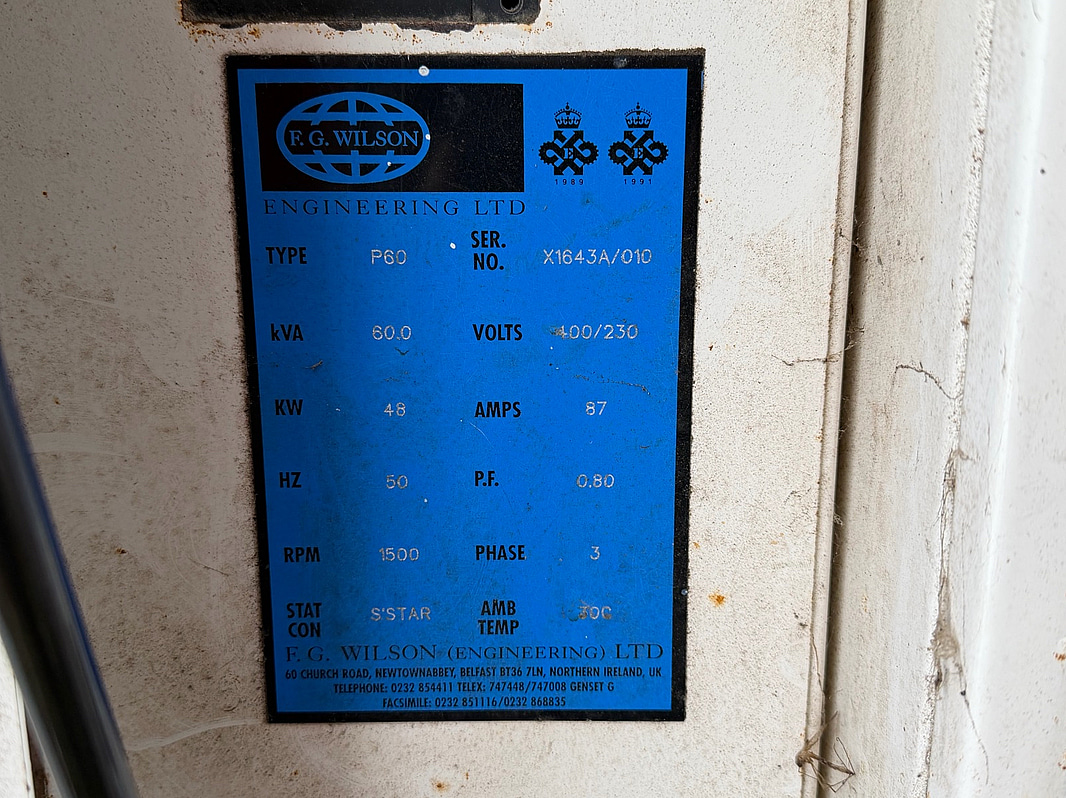 F. G. WILSON
E E
1989 1991
ENGINEERING LTD
TYPE P60 SER. NO. X1643A/010
kVA 60.0 VOLTS 400/230
KW 48 AMPS 87
HZ 50 P.F. 0.80
RPM 1500 PHASE 3
STAT CON S'STAR AMB TEMP 30C
F. G. WILSON (ENGINEERING) LTD
60 CHURCH ROAD, NEWTOWNABBEY, BELFAST BT36 7LN, NORTHERN IRELAND, UK
TELEPHONE: 0232 854411 TELEX: 747448/747008 GENSET G
FACSIMILE: 0232 851116/0232 868835